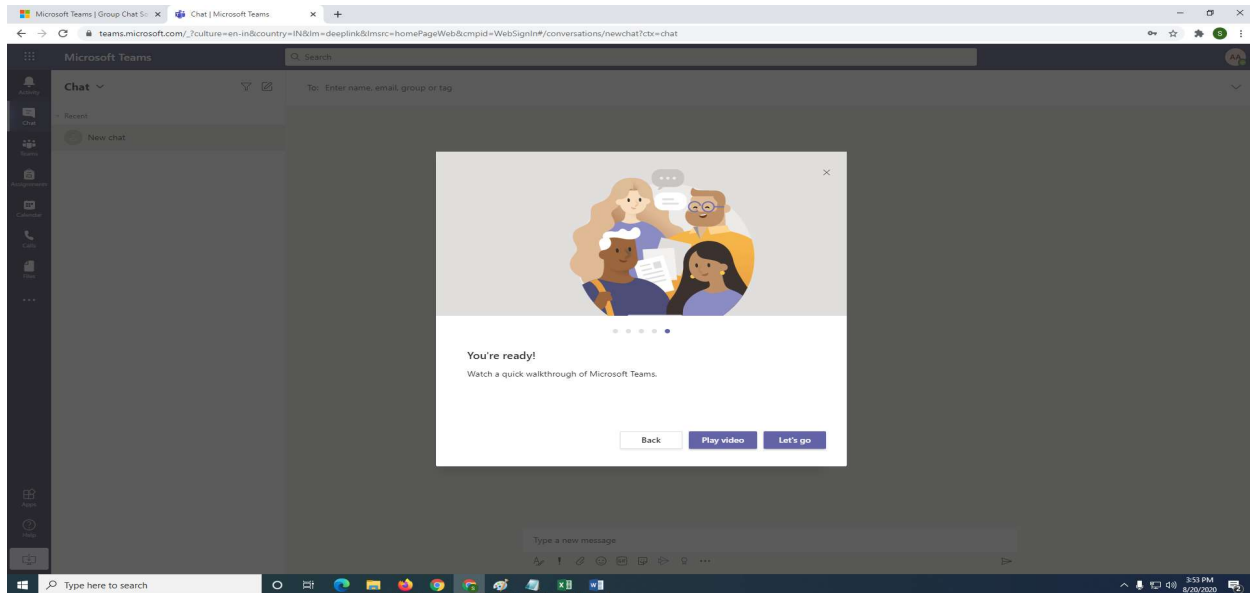 Microsoft Teams | Group Chat So
Chat | Microsoft Teams
teams.microsoft.com/_?culture=en-in&country=IN&lm=deeplink&lmsrc=homePageWeb&cmpid=WebSignIn#/conversations/newchat?ctx=chat
S
Microsoft Teams
Search
AA
Activity
Chat
Teams
Assignments
Calendar
Calls
Files
Apps
Help
Chat
Recent
New chat
To: Enter name, email, group or tag
You're ready!
Watch a quick walkthrough of Microsoft Teams.
Back
Play video
Let's go
Type a new message
Type here to search
3:53 PM
8/20/2020
2